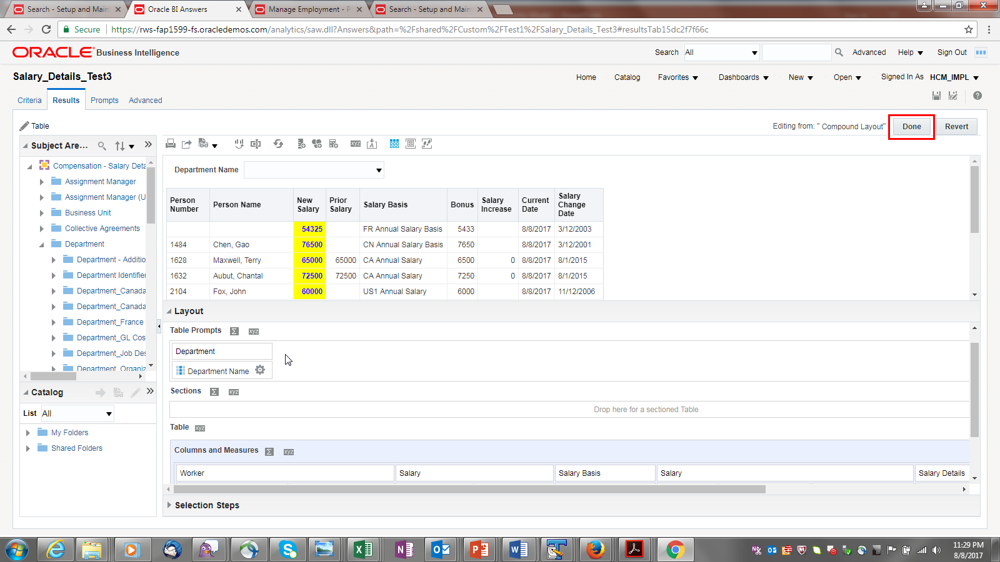 Search - Setup and Main
Oracle BI Answers
Manage Employment - P
Search - Setup and Main
Secure
https://rws-fap1599-fs.oracledemos.com/analytics/saw.dll?Answers&path=%2Fshared%2FCustom%2FTest1%2FSalary_Details_Test3#resultsTab15dc2f7f66c
ORACLE Business Intelligence
Search All
Advanced
Help
Sign Out
Salary_Details_Test3
Home
Catalog
Favorites
Dashboards
New
Open
Signed In As HCM_IMPL
Criteria
Results
Prompts
Advanced
Table
Editing from: " Compound Layout"
Done
Revert
Subject Are...
Compensation - Salary Deta
Assignment Manager
Assignment Manager (U
Business Unit
Collective Agreements
Department
Department - Additio
Department Identifier
Department_Canada
Department_Canada
Department_France
Department_GL Cos
Department_Job Des
Department_Organiz
Catalog
List All
My Folders
Shared Folders
Department Name
Person Number Person Name New Salary Prior Salary Salary Basis Bonus Salary Increase Current Date Salary Change Date
54325 FR Annual Salary Basis 5433 8/8/2017 3/12/2003
1484 Chen, Gao 76500 CN Annual Salary Basis 7650 8/8/2017 3/12/2001
1628 Maxwell, Terry 65000 65000 CA Annual Salary 6500 0 8/8/2017 8/1/2015
1632 Aubut, Chantal 72500 72500 CA Annual Salary 7250 0 8/8/2017 8/1/2015
2104 Fox, John 60000 US1 Annual Salary 6000 8/8/2017 11/12/2006
Layout
Table Prompts Σ xyz
Department
Department Name
Sections Σ xyz
Drop here for a sectioned Table
Table xyz
Columns and Measures Σ xyz
Worker Salary Salary Basis Salary Salary Details
Selection Steps
11:29 PM
8/8/2017